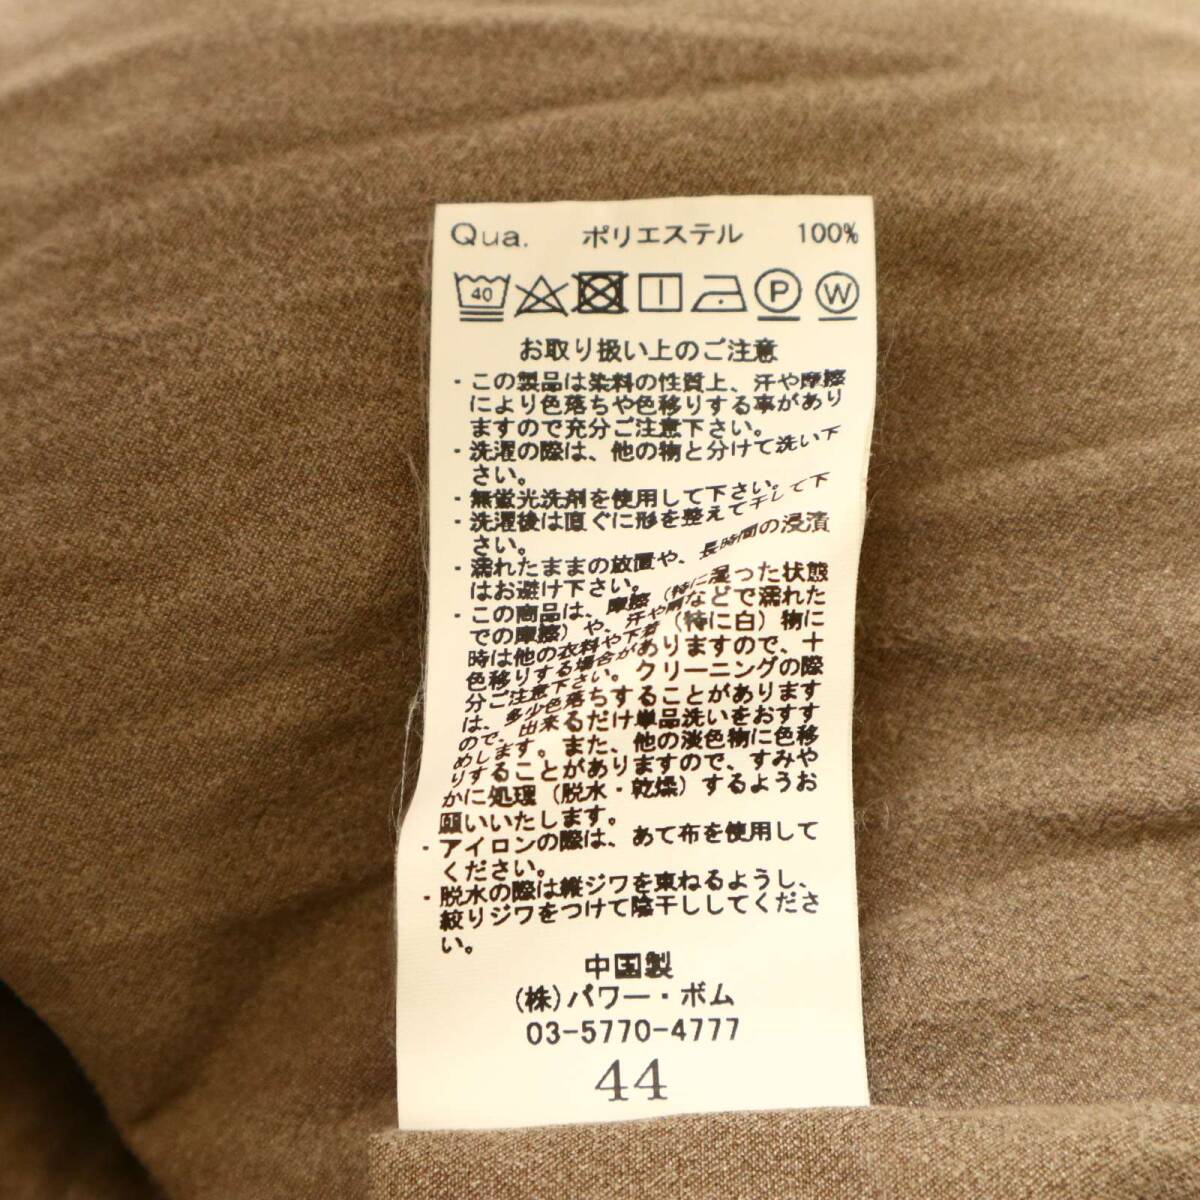 Qua. ポリエステル 100%
40 P W
お取り扱い上のご注意
・この製品は染料の性質上、汗や摩擦
により色落ちや色移りする事があり
ますので充分ご注意下さい。
・洗濯の際は、他の物と分けて洗い下
さい。
・無蛍光洗剤を使用して下さい。
・洗濯後は直ぐに形を整えて干して下
さい。
・濡れたままの放置や、長時間の浸漬
はお避け下さい。
・この商品は、摩擦（特に湿った状態
での摩擦）や、汗や雨などで濡れた
時は他の衣料や下着（特に白）物に
色移りする場合がありますので、十
分ご注意下さい。クリーニングの際
は、多少色落ちすることがあります
ので、出来るだけ単品洗いをおすす
めします。また、他の淡色物に色移
りすることがありますので、すみや
かに処理（脱水・乾燥）するようお
願いいたします。
・アイロンの際は、あて布を使用して
ください。
・脱水の際は縦ジワを束ねるようし、
絞りジワをつけて陰干ししてくださ
い。
中国製
(株)パワー・ボム
03-5770-4777
44